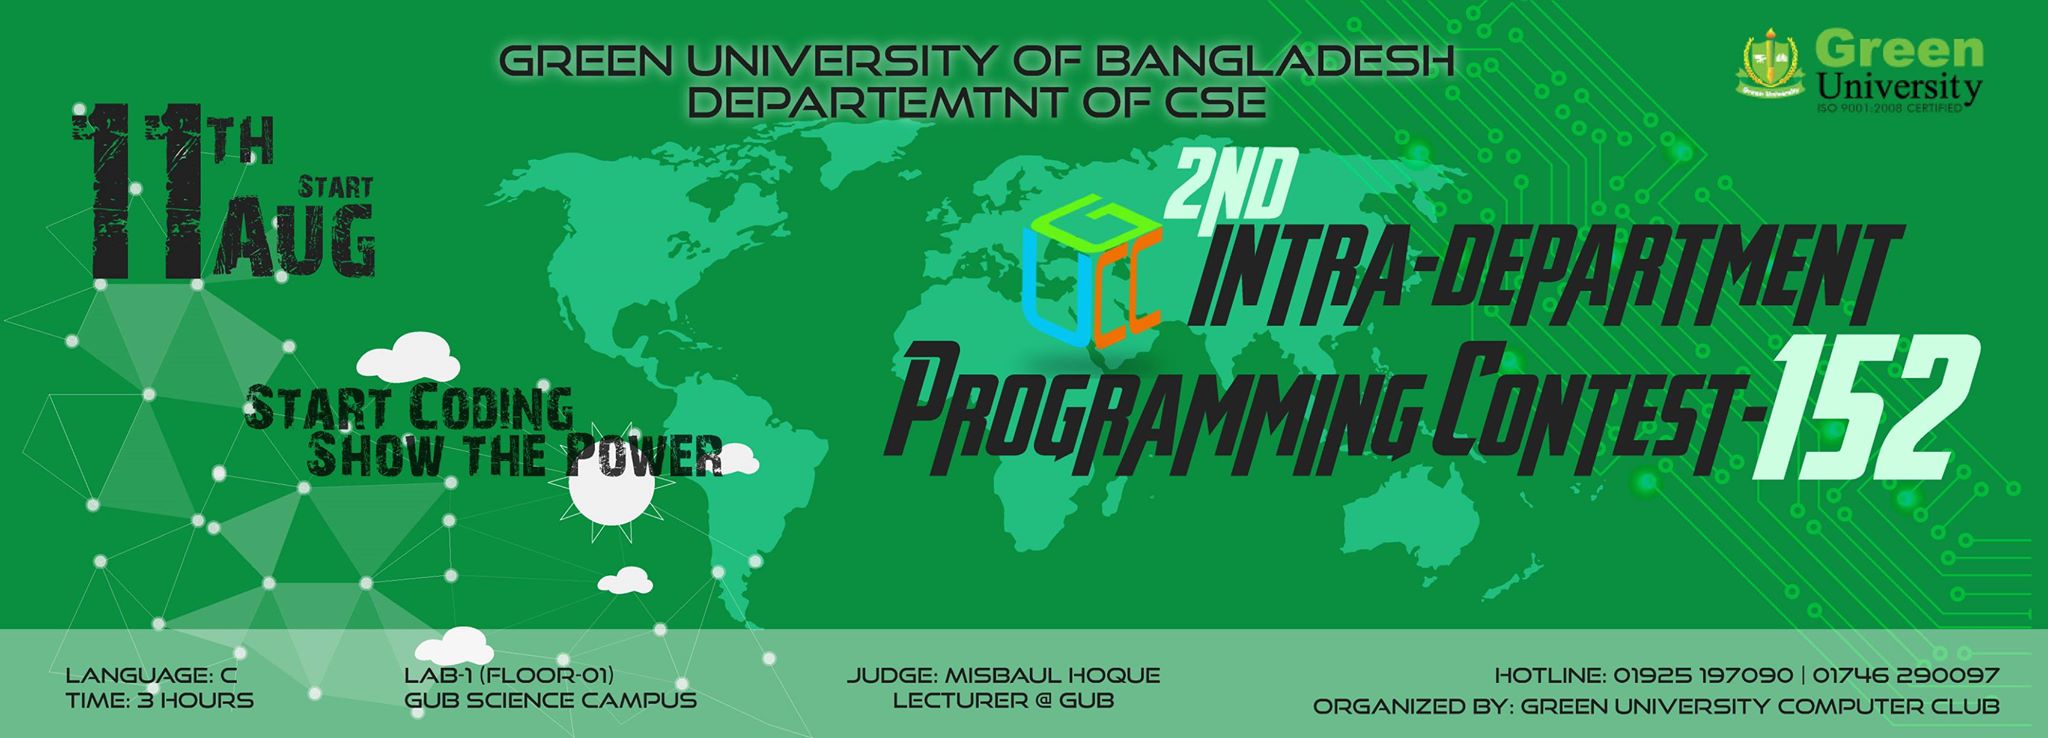 GREEN UNIVERSITY OF BANGLADESH
DEPARTEMTNT OF CSE
Green
University
ISO 9001:2008 CERTIFIED
Green University
11TH
START
AUG
2ND
GUCC
INTRA-DEPARTMENT
PROGRAMMING CONTEST-152
START CODING
SHOW THE POWER
LANGUAGE: C
TIME: 3 HOURS
LAB-1 (FLOOR-01)
GUB SCIENCE CAMPUS
JUDGE: MISBAUL HOQUE
LECTURER @ GUB
HOTLINE: 01925 197090 | 01746 290097
ORGANIZED BY: GREEN UNIVERSITY COMPUTER CLUB